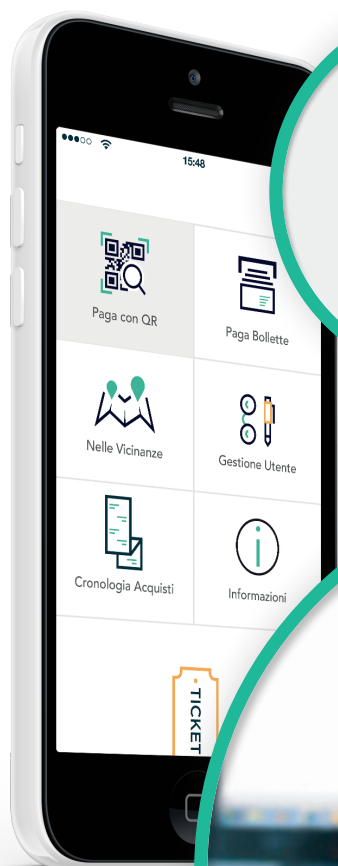 15:48
Paga con QR
Paga Bollette
Nelle Vicinanze
Gestione Utente
Cronologia Acquisti
Informazioni
TICKET